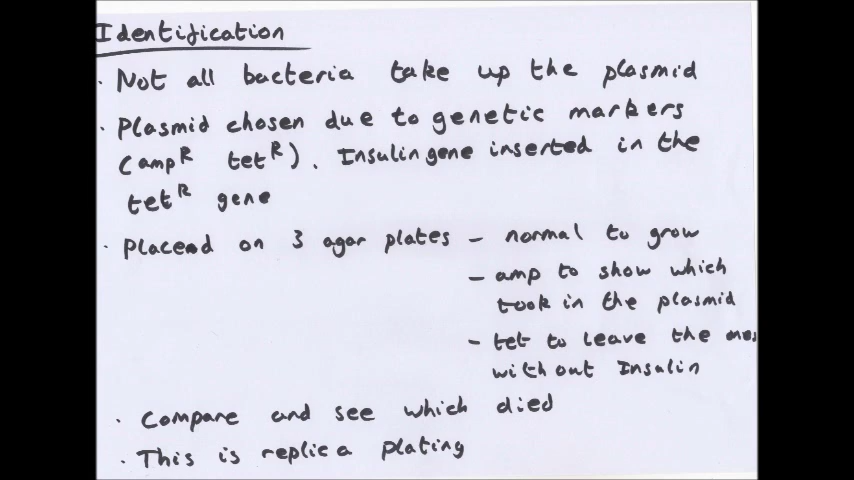 Identification
· Not all bacteria take up the plasmid
· Plasmid chosen due to genetic markers
(ampᴿ tetᴿ). Insulin gene inserted in the
tetᴿ gene
· Placed on 3 agar plates – normal to grow
– amp to show which
took in the plasmid
– tet to leave the
without Insulin
· Compare and see which died
· This is replica plating